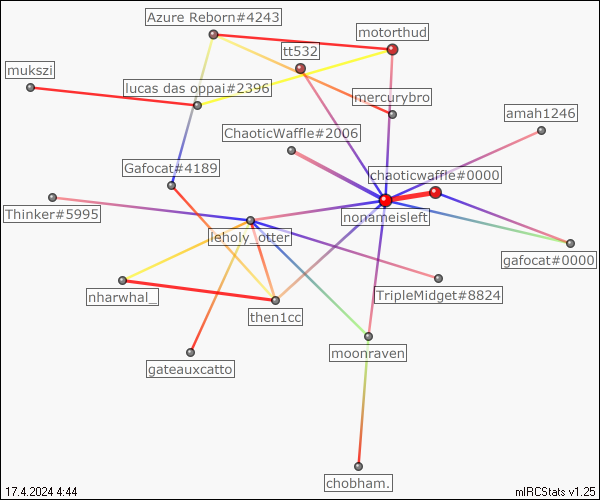 Azure Reborn#4243
motorthud
tt532
mukszi
lucas das oppai#2396
mercurybro
amah1246
ChaoticWaffle#2006
Gafocat#4189
chaoticwaffle#0000
Thinker#5995
nonameisleft
leholy_otter
gafocat#0000
nharwhal_
TripleMidget#8824
then1cc
moonraven
gateauxcatto
chobham.
17.4.2024 4:44
mIRCStats v1.25